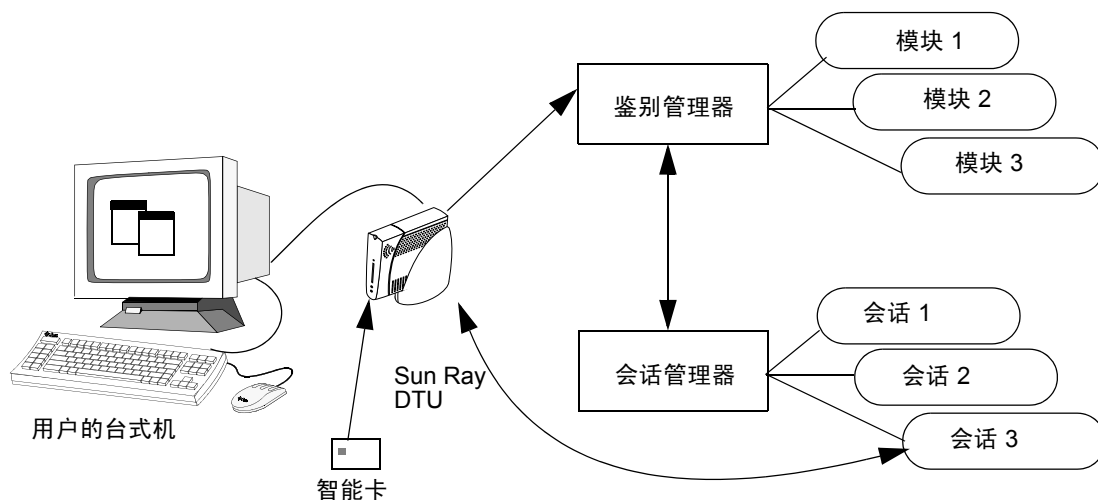 模块 1
鉴别管理器
模块 2
模块 3
会话 1
会话管理器
会话 2
会话 3
Sun Ray
DTU
用户的台式机
智能卡